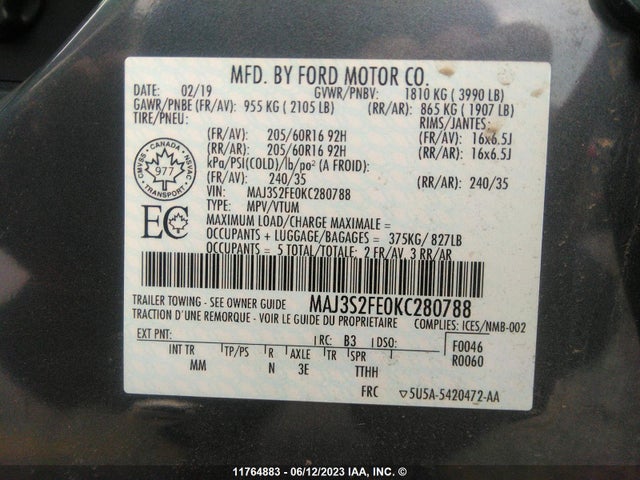 MFD. BY FORD MOTOR CO.
DATE: 02/19 GVWR/PNBV: 1810 KG ( 3990 LB)
GAWR/PNBE (FR/AV): 955 KG ( 2105 LB) (RR/AR): 865 KG ( 1907 LB)
TIRE/PNEU: RIMS/JANTES:
(FR/AV): 205/60R16 92H (FR/AV): 16x6.5J
(RR/AR): 205/60R16 92H (RR/AR): 16x6.5J
kPa/PSI(COLD)/lb/po² (A FROID):
(FR/AV): 240/35 (RR/AR): 240/35
VIN: MAJ3S2FE0KC280788
TYPE: MPV/VTUM
MAXIMUM LOAD/CHARGE MAXIMALE =
OCCUPANTS + LUGGAGE/BAGAGES = 375KG/ 827LB
OCCUPANTS = 5 TOTAL/TOTALE: 2 FR/AV, 3 RR/AR
CMVSS CANADA NSVAC
977
TRANSPORT
EC
TRAILER TOWING - SEE OWNER GUIDE MAJ3S2FE0KC280788
TRACTION D'UNE REMORQUE - VOIR LE GUIDE DU PROPRIETAIRE COMPLIES: ICES/NMB-002
EXT PNT: RC: B3 DSO: F0046
INT TR TP/PS R AXLE TR SPR R0060
MM N 3E TTHH
FRC 5U5A-5420472-AA
11764883 - 06/12/2023 IAA, INC. ©